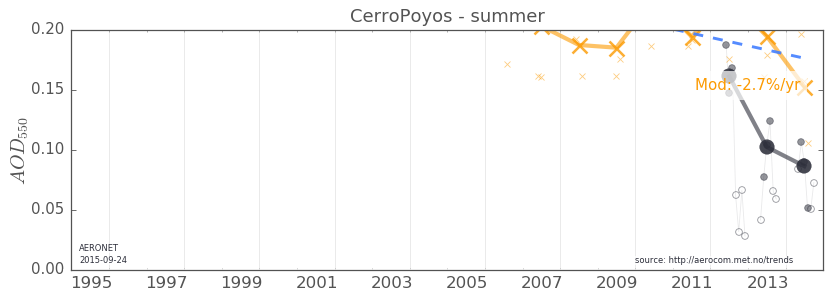 CerroPoyos - summer
0.20
0.15
0.10
0.05
0.00
AOD550
Mod: -2.7%/yr
AERONET
2015-09-24
source: http://aerocom.met.no/trends
1995 1997 1999 2001 2003 2005 2007 2009 2011 2013